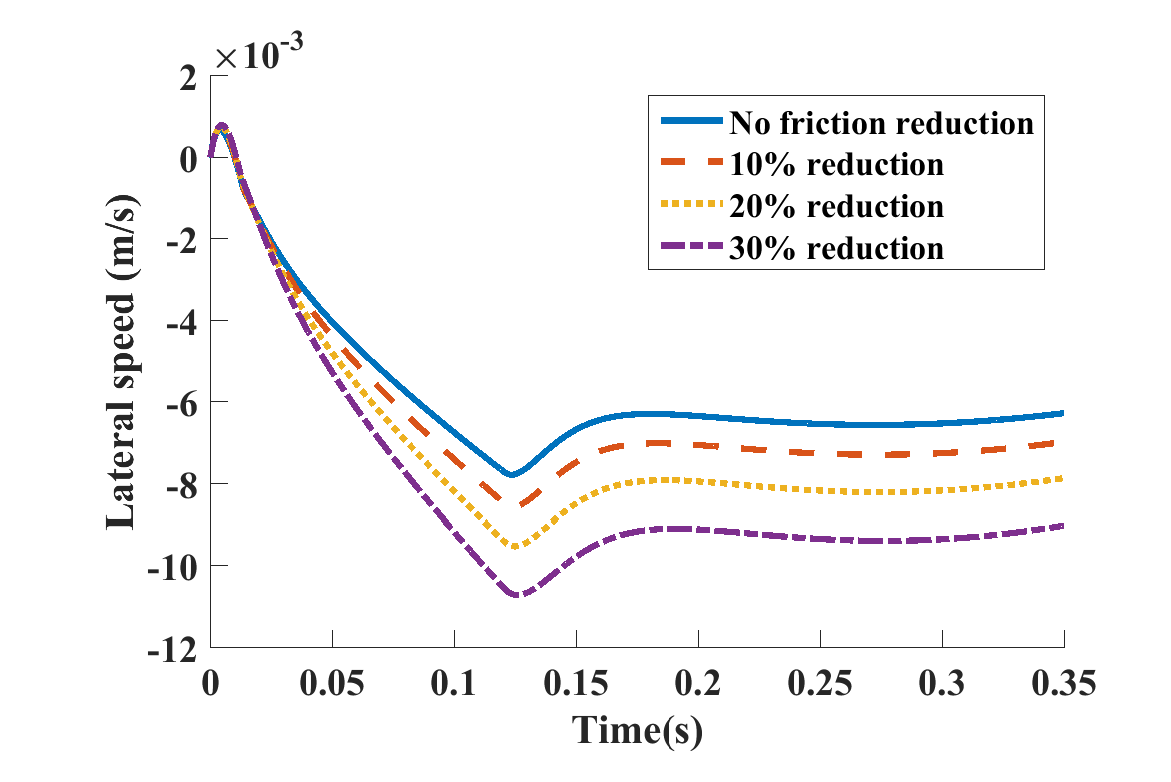 ×10-3
2
0
-2
-4
-6
-8
-10
-12
Lateral speed (m/s)
No friction reduction
10% reduction
20% reduction
30% reduction
0 0.05 0.1 0.15 0.2 0.25 0.3 0.35
Time(s)